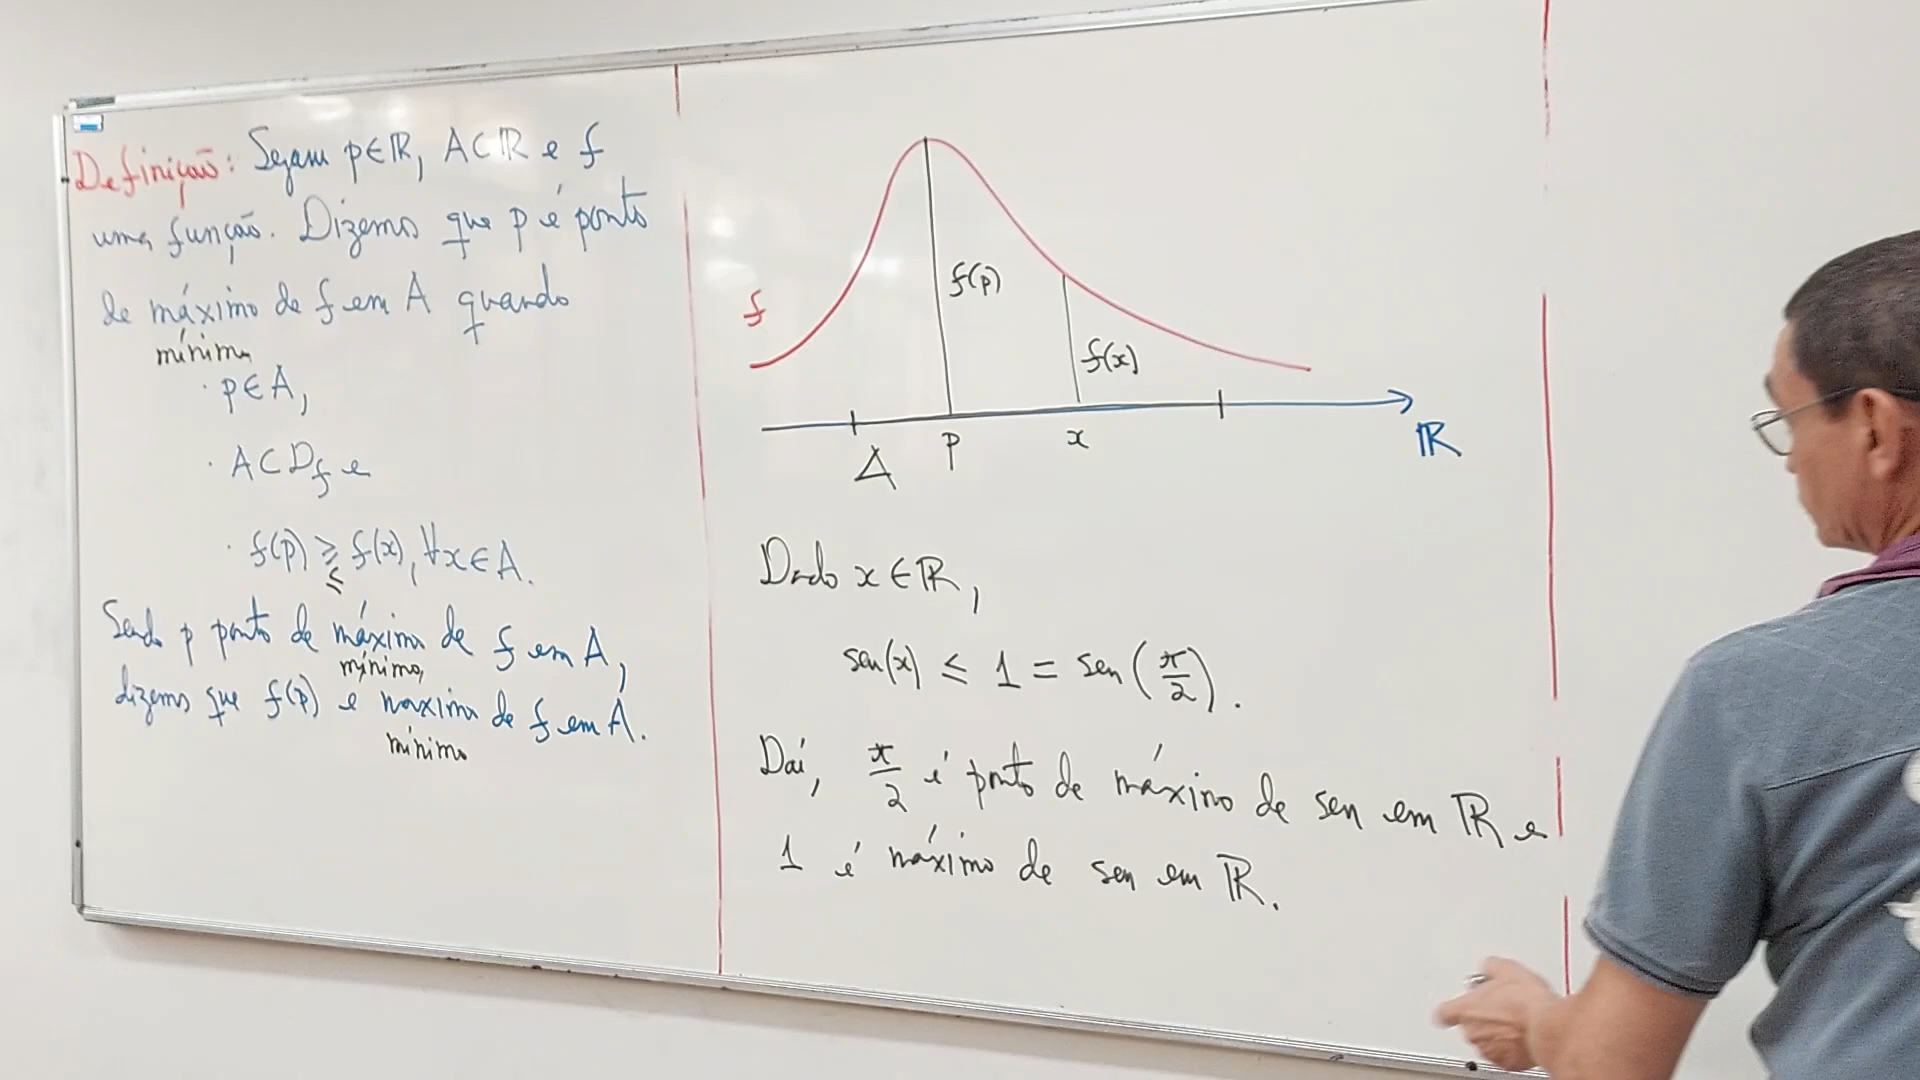 Definição: Sejam p∈ℝ, A⊂ℝ e f
uma função. Dizemos que p é ponto
de máximo de f em A quando
mínimo
· p∈A,
· A⊂D_f e
· f(p) ≥ f(x), ∀x∈A.
≤
Sendo p ponto de máximo de f em A,
mínimo,
dizemos que f(p) é máximo de f em A.
mínimo
f
f(p)
f(x)
A
p
x
ℝ
Dado x∈ℝ,
sen(x) ≤ 1 = sen(π/2).
Daí, π/2 é ponto de máximo de sen em ℝ e
1 é máximo de sen em ℝ.